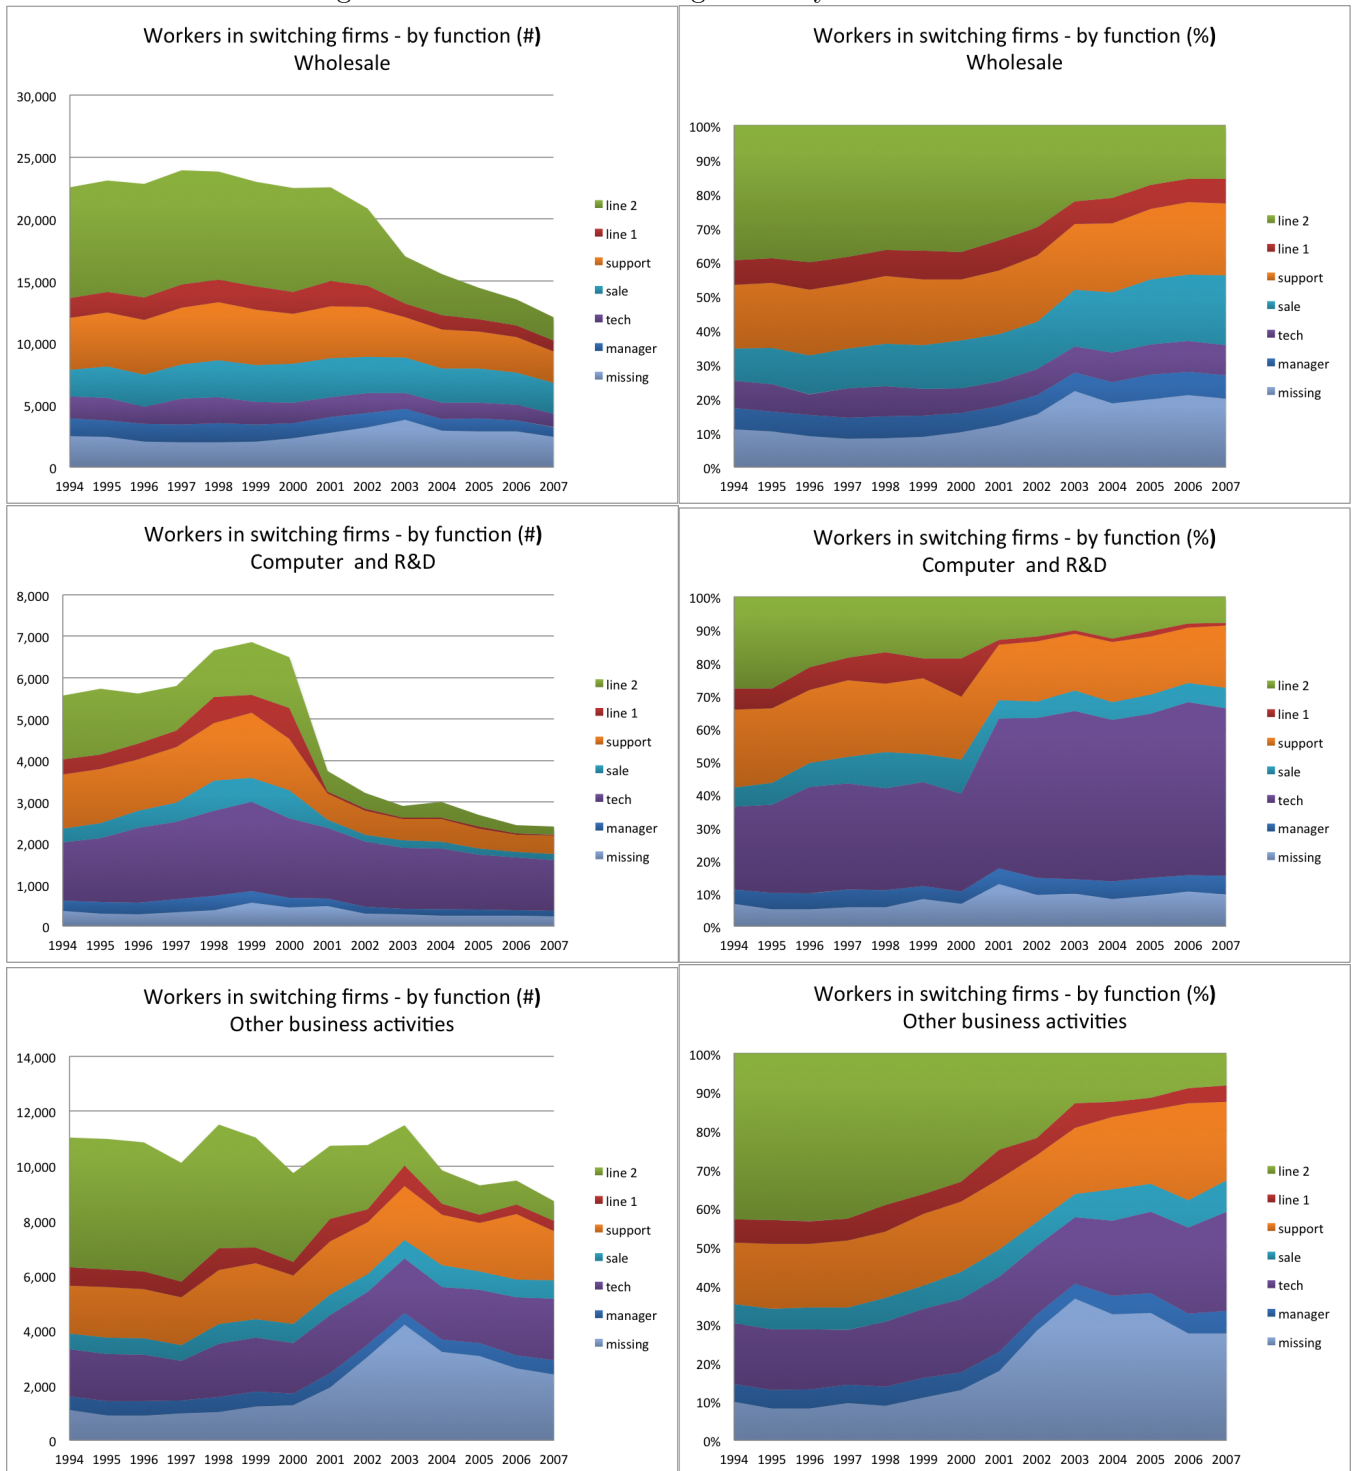 Workers in switching firms - by function (#)
Wholesale
30,000
25,000
20,000
15,000
10,000
5,000
0
1994 1995 1996 1997 1998 1999 2000 2001 2002 2003 2004 2005 2006 2007
line 2
line 1
support
sale
tech
manager
missing
Workers in switching firms - by function (%)
Wholesale
100%
90%
80%
70%
60%
50%
40%
30%
20%
10%
0%
1994 1995 1996 1997 1998 1999 2000 2001 2002 2003 2004 2005 2006 2007
line 2
line 1
support
sale
tech
manager
missing
Workers in switching firms - by function (#)
Computer and R&D
8,000
7,000
6,000
5,000
4,000
3,000
2,000
1,000
0
1994 1995 1996 1997 1998 1999 2000 2001 2002 2003 2004 2005 2006 2007
line 2
line 1
support
sale
tech
manager
missing
Workers in switching firms - by function (%)
Computer and R&D
100%
90%
80%
70%
60%
50%
40%
30%
20%
10%
0%
1994 1995 1996 1997 1998 1999 2000 2001 2002 2003 2004 2005 2006 2007
line 2
line 1
support
sale
tech
manager
missing
Workers in switching firms - by function (#)
Other business activities
14,000
12,000
10,000
8,000
6,000
4,000
2,000
0
1994 1995 1996 1997 1998 1999 2000 2001 2002 2003 2004 2005 2006 2007
line 2
line 1
support
sale
tech
manager
missing
Workers in switching firms - by function (%)
Other business activities
100%
90%
80%
70%
60%
50%
40%
30%
20%
10%
0%
1994 1995 1996 1997 1998 1999 2000 2001 2002 2003 2004 2005 2006 2007
line 2
line 1
support
sale
tech
manager
missing